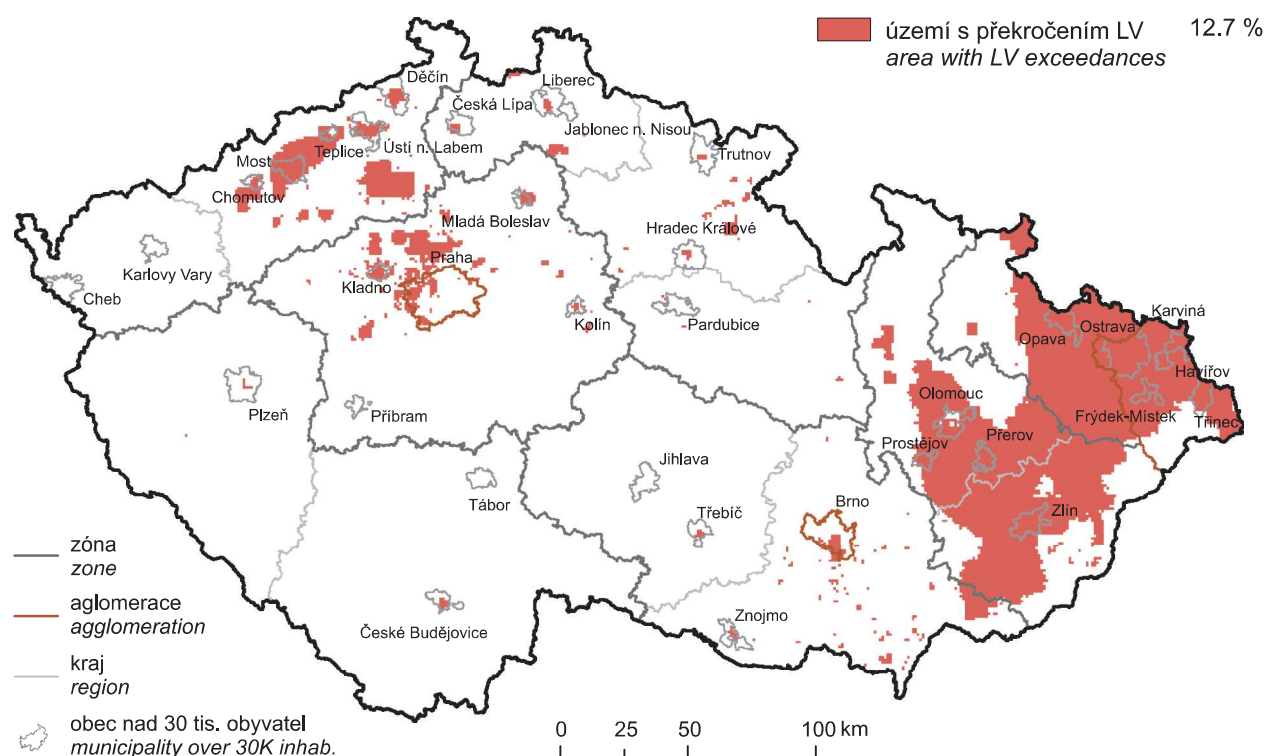 území s překročením LV 12.7 %
area with LV exceedances
Děčín
Liberec
Česká Lípa
Jablonec n. Nisou
Teplice
Ústí n. Labem
Most
Trutnov
Chomutov
Mladá Boleslav
Hradec Králové
Karlovy Vary
Praha
Cheb
Kladno
Kolín
Pardubice
Karviná
Ostrava
Opava
Havířov
Plzeň
Příbram
Olomouc
Frýdek-Místek
Třinec
Prostějov
Přerov
Jihlava
Tábor
Třebíč
Brno
Zlín
České Budějovice
Znojmo
zóna
zone
aglomerace
agglomeration
kraj
region
obec nad 30 tis. obyvatel
municipality over 30K inhab.
0 25 50 100 km